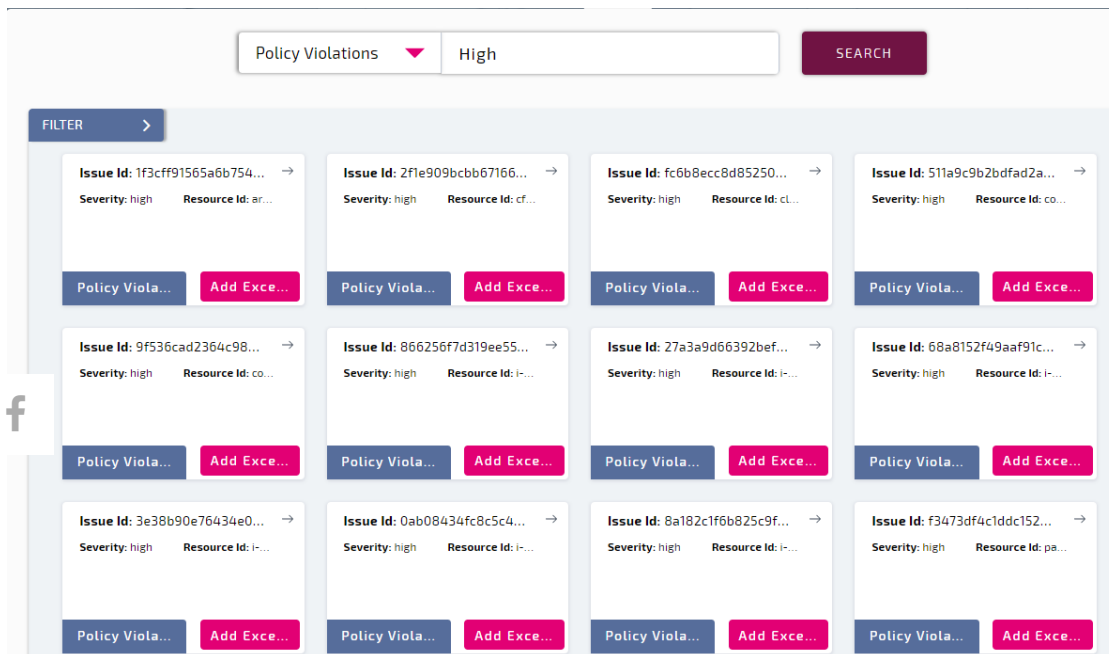 Policy Violations High SEARCH
FILTER
Issue Id: 1f3cff91565a6b754... Issue Id: 2f1e909bcbb67166... Issue Id: fc6b8ecc8d85250... Issue Id: 511a9c9b2bdfad2a...
Severity: high Resource Id: ar... Severity: high Resource Id: cf... Severity: high Resource Id: cl... Severity: high Resource Id: co...
Policy Viola... Add Exce... Policy Viola... Add Exce... Policy Viola... Add Exce... Policy Viola... Add Exce...
Issue Id: 9f536cad2364c98... Issue Id: 866256f7d319ee55... Issue Id: 27a3a9d66392bef... Issue Id: 68a8152f49aaf91c...
Severity: high Resource Id: co... Severity: high Resource Id: i-... Severity: high Resource Id: i-... Severity: high Resource Id: i-...
Policy Viola... Add Exce... Policy Viola... Add Exce... Policy Viola... Add Exce... Policy Viola... Add Exce...
Issue Id: 3e38b90e76434e0... Issue Id: 0ab08434fc8c5c4... Issue Id: 8a182c1f6b825c9f... Issue Id: f3473df4c1ddc152...
Severity: high Resource Id: i-... Severity: high Resource Id: i-... Severity: high Resource Id: i-... Severity: high Resource Id: pa...
Policy Viola... Add Exce... Policy Viola... Add Exce... Policy Viola... Add Exce... Policy Viola... Add Exce...